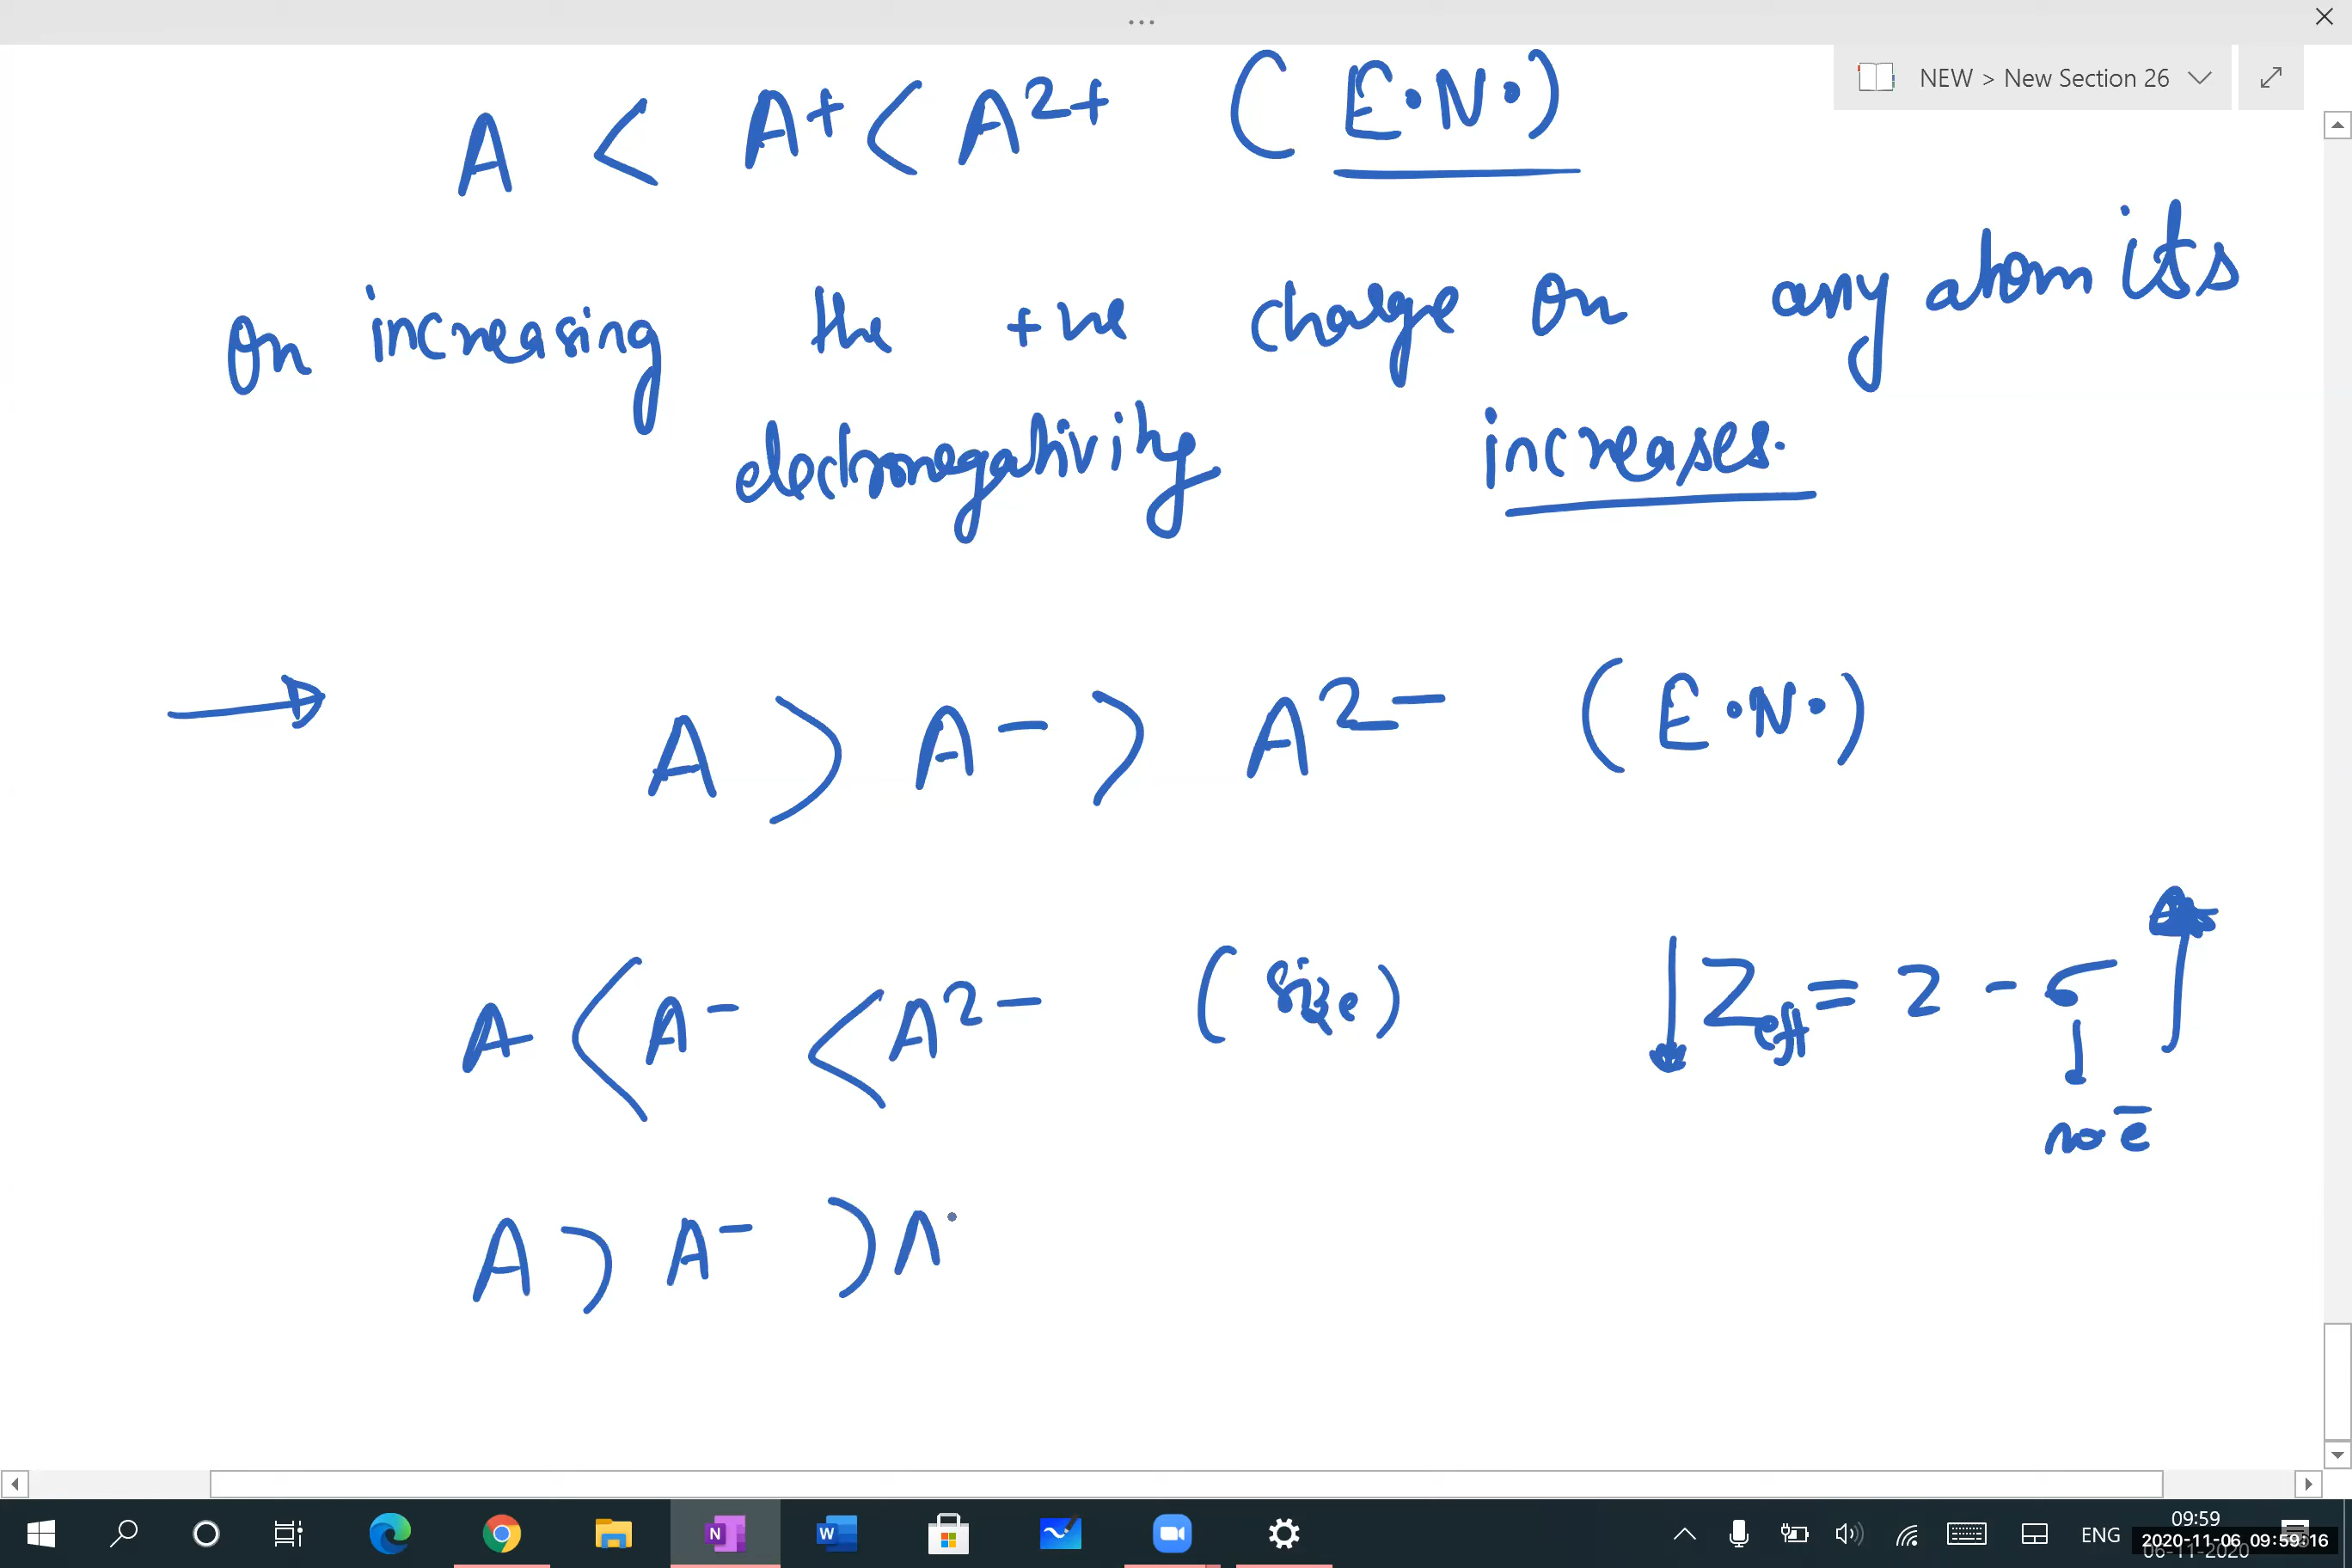 ...
NEW > New Section 26
A < A⁺ < A²⁺ (E.N.)
On increasing the +ve charge on any atom its
electronegativity increases.
→ A > A⁻ > A²⁻ (E.N.)
A < A⁻ < A²⁻ (size) ↓ Zeff = Z - σ ↑
no e⁻
A > A⁻ > A
ENG
09:59
2020-11-06 09:59:16
06-11-2020